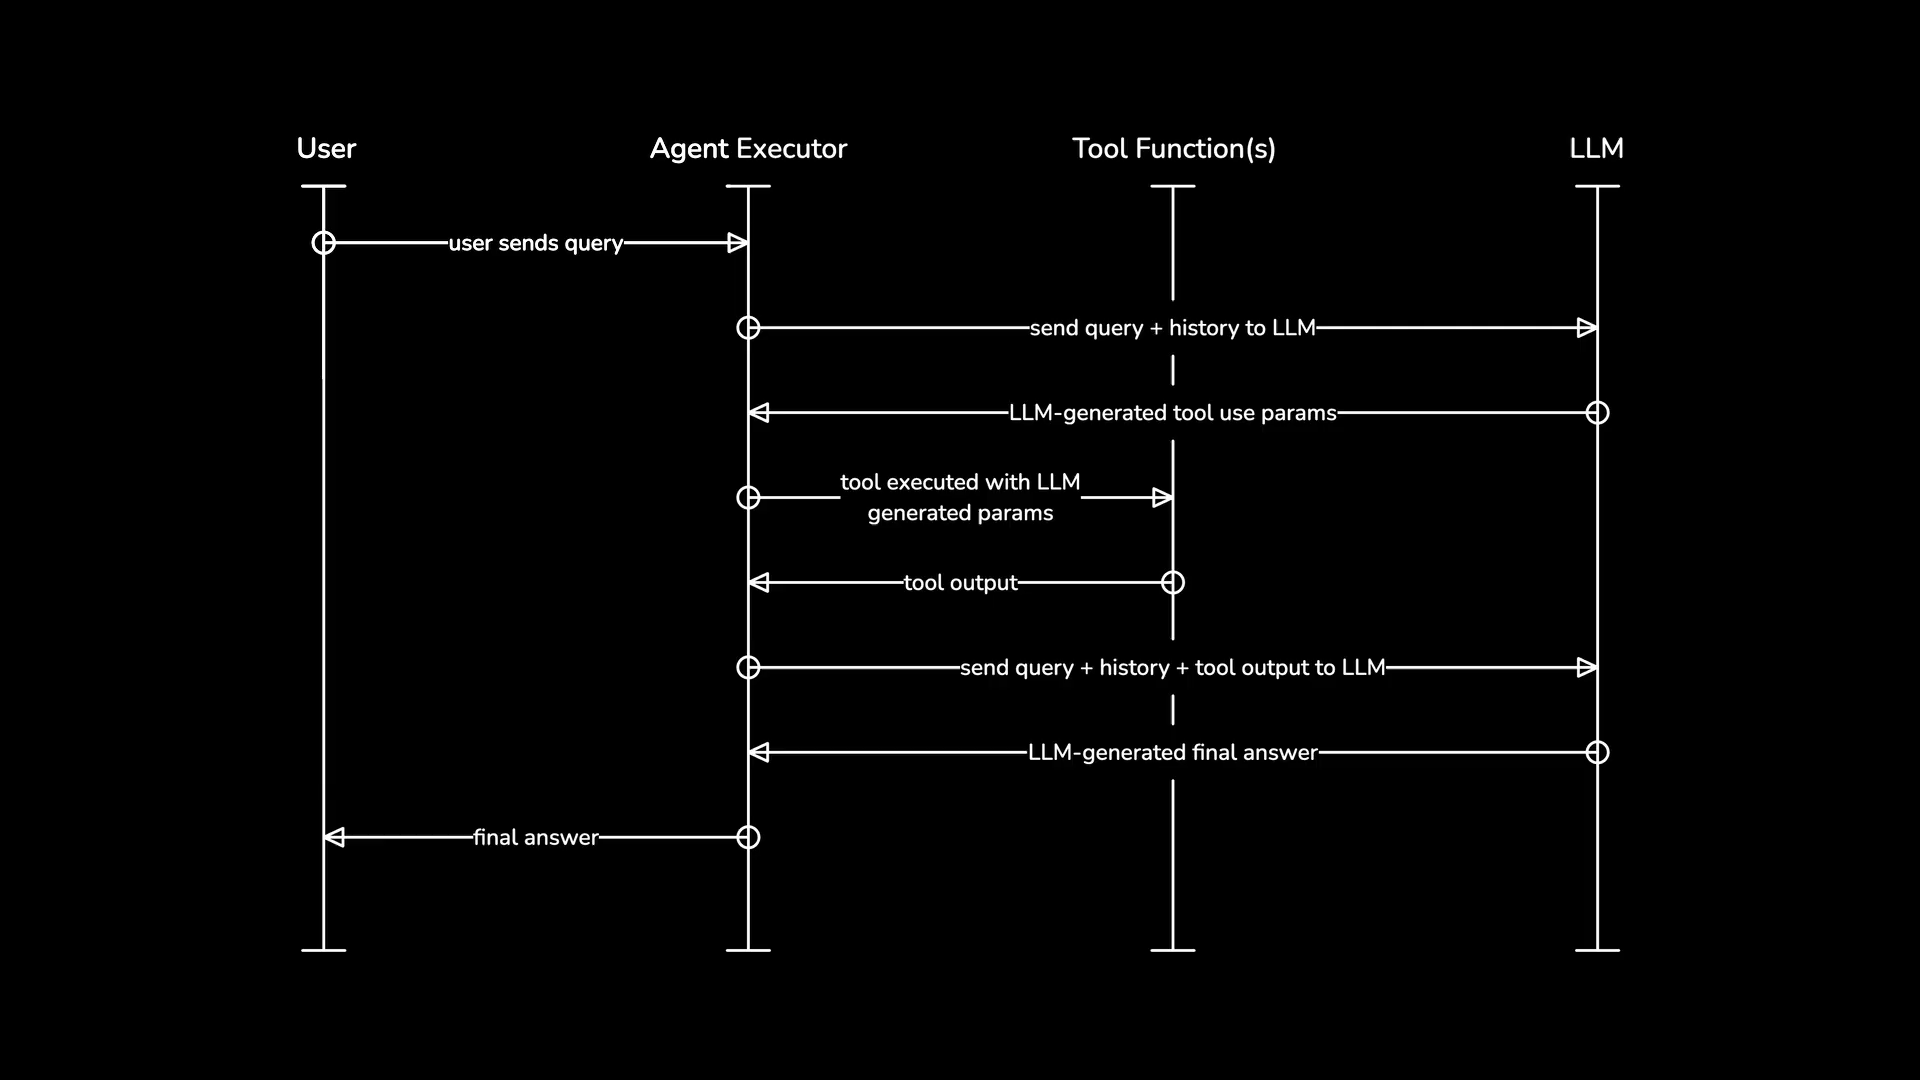 User
Agent Executor
Tool Function(s)
LLM
user sends query
send query + history to LLM
LLM-generated tool use params
tool executed with LLM
generated params
tool output
send query + history + tool output to LLM
LLM-generated final answer
final answer